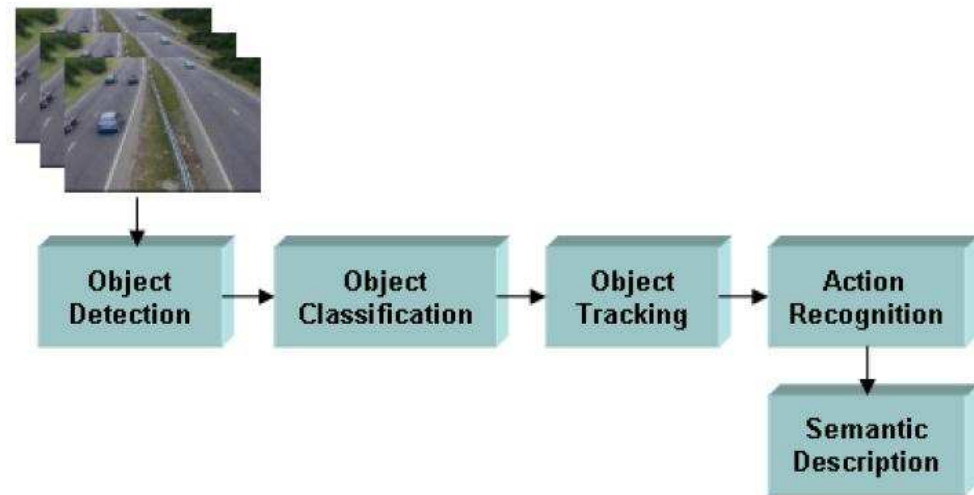 Object
Detection
Object
Classification
Object
Tracking
Action
Recognition
Semantic
Description